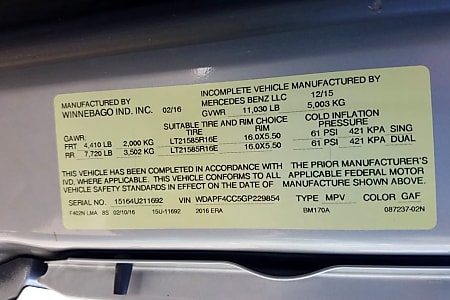 MANUFACTURED BY INCOMPLETE VEHICLE MANUFACTURED BY
WINNEBAGO IND. INC. 02/16 MERCEDES BENZ LLC 12/15
GVWR 11,030 LB 5,003 KG
SUITABLE TIRE AND RIM CHOICE COLD INFLATION
GAWR: TIRE RIM PRESSURE
FRT 4,410 LB 2,000 KG LT21585R16E 16.0X5.50 61 PSI 421 KPA SING
RR 7,720 LB 3,502 KG LT21585R16E 16.0X5.50 61 PSI 421 KPA DUAL
THIS VEHICLE HAS BEEN COMPLETED IN ACCORDANCE WITH THE PRIOR MANUFACTURER'S
IVD, WHERE APPLICABLE. THIS VEHICLE CONFORMS TO ALL APPLICABLE FEDERAL MOTOR
VEHICLE SAFETY STANDARDS IN EFFECT ON THE DATE OF MANUFACTURE SHOWN ABOVE.
SERIAL NO. 15164U211692 VIN WDAPF4CC5GP229854 TYPE MPV COLOR GAF
F402N LMA 8S 02/10/16 15U-11692 2016 ERA BM170A 087237-02N